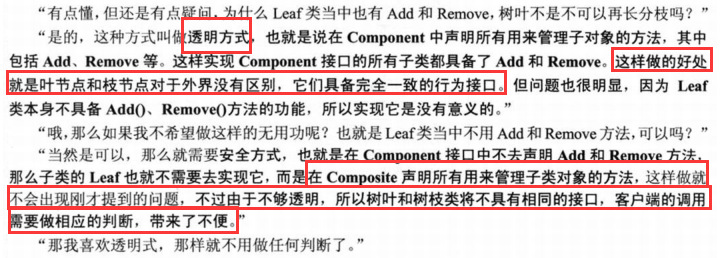 “有点懂，但还是有点疑问，为什么 Leaf 类当中也有 Add 和 Remove，树叶不是不可以再长分枝吗？”
“是的，这种方式叫做透明方式，也就是说在 Component 中声明所有用来管理子对象的方法，其中
包括 Add、Remove 等。这样实现 Component 接口的所有子类都具备了 Add 和 Remove。这样做的好处
就是叶节点和枝节点对于外界没有区别，它们具备完全一致的行为接口。但问题也很明显，因为 Leaf
类本身不具备 Add()、Remove()方法的功能，所以实现它是没有意义的。”
“哦，那么如果我不希望做这样的无用功呢？也就是 Leaf 类当中不用 Add 和 Remove 方法，可以吗？”
“当然是可以，那么就需要安全方式，也就是在 Component 接口中不去声明 Add 和 Remove 方法，
那么子类的 Leaf 也就不需要去实现它，而是在 Composite 声明所有用来管理子类对象的方法，这样做就
不会出现刚才提到的问题，不过由于不够透明，所以树叶和树枝类将不具有相同的接口，客户端的调用
需要做相应的判断，带来了不便。”
“那我喜欢透明式，那样就不用做任何判断了。”